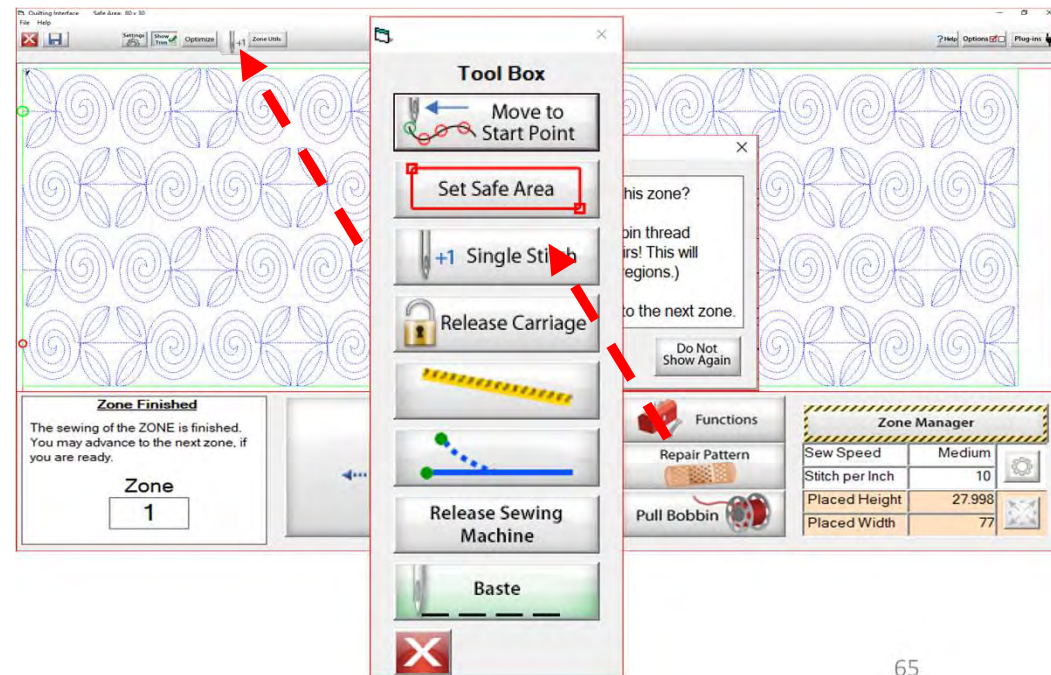 Quilting Interface Safe Area: 80 x 30
File Help
Settings
Show Trim
Optimize
+1
Zone Utils
? Help
Options
Plug-ins
Tool Box
Move to
Start Point
Set Safe Area
+1 Single
Release Carriage
Release Sewing
Machine
Baste
his zone?
bin thread
irs! This will
egions.)
to the next zone.
Do Not
Show Again
Zone Finished
The sewing of the ZONE is finished.
You may advance to the next zone, if
you are ready.
Zone
1
Functions
Repair Pattern
Pull Bobbin
Zone Manager
Sew Speed Medium
Stitch per Inch 10
Placed Height 27.998
Placed Width 77
65